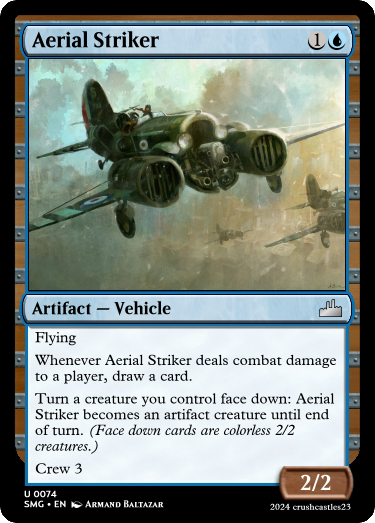 Aerial Striker
1
Artifact — Vehicle
Flying
Whenever Aerial Striker deals combat damage
to a player, draw a card.
Turn a creature you control face down: Aerial
Striker becomes an artifact creature until end
of turn. (Face down cards are colorless 2/2
creatures.)
Crew 3
2/2
U 0074
SMG • EN Armand Baltazar
2024 crushcastles23